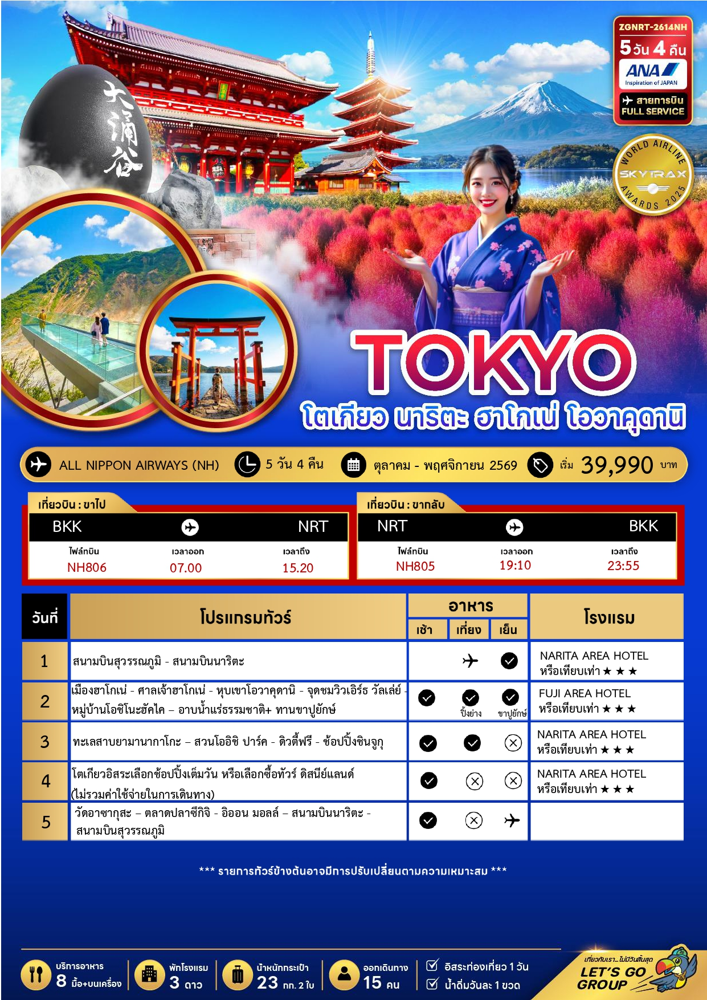 ZGNRT-2614NH
5 วัน 4 คืน
ANA
Inspiration of JAPAN
สายการบิน
FULL SERVICE
WORLD AIRLINE
SKYTRAX
AWARDS 2025
大涌谷
TOKYO
โตเกียว นาริตะ ฮาโกเน่ โอวาคุดานิ
ALL NIPPON AIRWAYS (NH) 5 วัน 4 คืน ตุลาคม - พฤศจิกายน 2569 เริ่ม 39,990 บาท
เที่ยวบิน : ขาไป
BKK NRT
ไฟล์ทบิน เวลาออก เวลาถึง
NH806 07.00 15.20
เที่ยวบิน : ขากลับ
NRT BKK
ไฟล์ทบิน เวลาออก เวลาถึง
NH805 19:10 23:55
วันที่ โปรแกรมทัวร์ อาหาร โรงแรม
เช้า เที่ยง เย็น
1 สนามบินสุวรรณภูมิ - สนามบินนาริตะ NARITA AREA HOTEL
หรือเทียบเท่า ★ ★ ★
2 เมืองฮาโกเน่ - ศาลเจ้าฮาโกเน่ - หุบเขาโอวาคุดานิ - จุดชมวิวเอิร์ธ วัลเล่ย์ - FUJI AREA HOTEL
หมู่บ้านโอชิโนะฮัคไค – อาบน้ำแร่ธรรมชาติ+ ทานขาปูยักษ์ ปิ้งย่าง ขาปูยักษ์ หรือเทียบเท่า ★ ★ ★
3 ทะเลสาบยามานากาโกะ – สวนโออิชิ ปาร์ค - ดิวตี้ฟรี - ช้อปปิ้งชินจูกุ NARITA AREA HOTEL
หรือเทียบเท่า ★ ★ ★
4 โตเกียวอิสระเลือกช้อปปิ้งเต็มวัน หรือเลือกซื้อทัวร์ ดิสนีย์แลนด์ NARITA AREA HOTEL
(ไม่รวมค่าใช้จ่ายในการเดินทาง) หรือเทียบเท่า ★ ★ ★
5 วัดอาซากุสะ – ตลาดปลาซึกิจิ - อิออน มอลล์ – สนามบินนาริตะ -
สนามบินสุวรรณภูมิ
*** รายการทัวร์ข้างต้นอาจมีการปรับเปลี่ยนตามความเหมาะสม ***
บริการอาหาร
8 มื้อ+บนเครื่อง
พักโรงแรม
3 ดาว
น้ำหนักกระเป๋า
23 กก. 2 ใบ
ออกเดินทาง
15 คน
อิสระท่องเที่ยว 1 วัน
น้ำดื่มวันละ 1 ขวด
เที่ยวกับเรา...ไม่มีวันสิ้นสุด
LET'S GO
GROUP